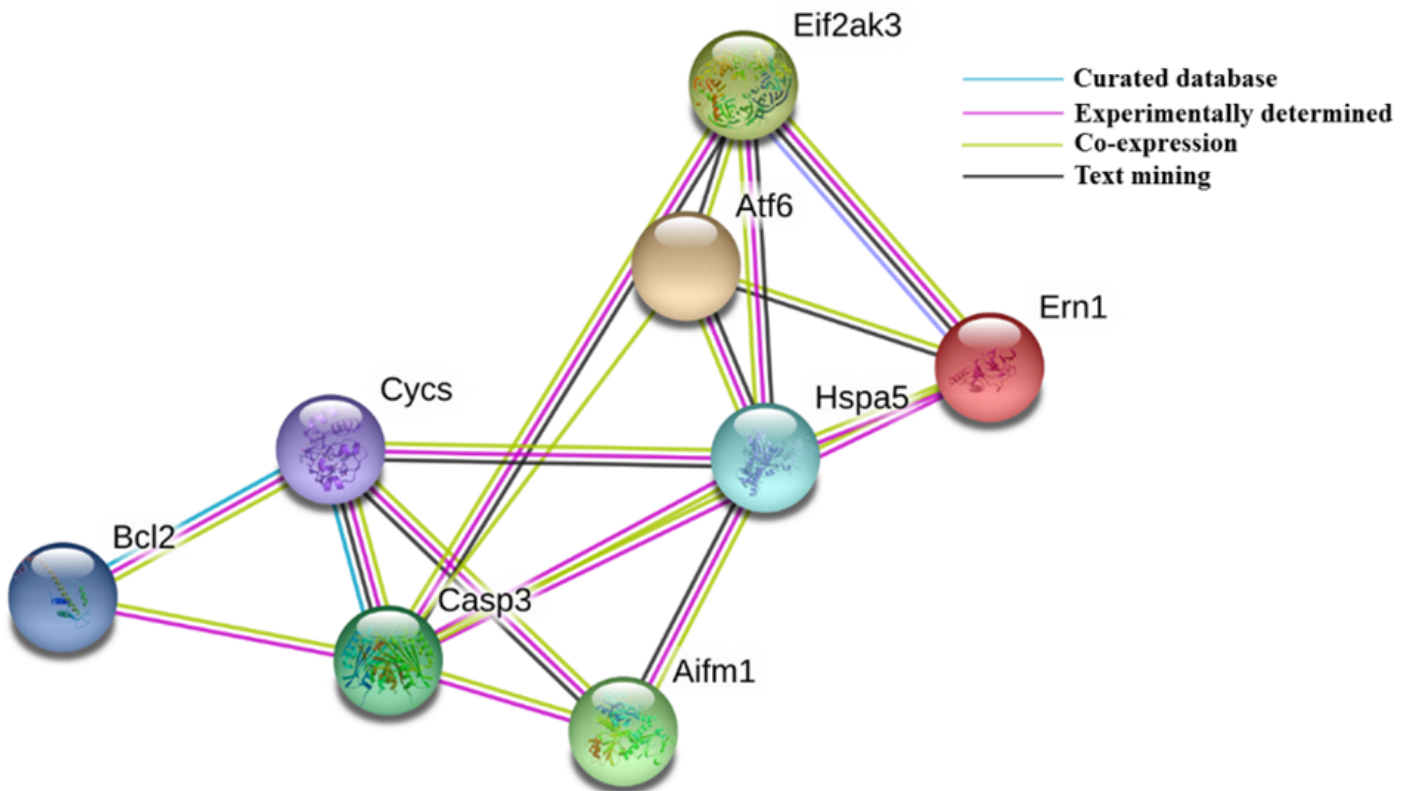 Eif2ak3
Curated database
Experimentally determined
Co-expression
Text mining
Atf6
Ern1
Cycs
Hspa5
Bcl2
Casp3
Aifm1